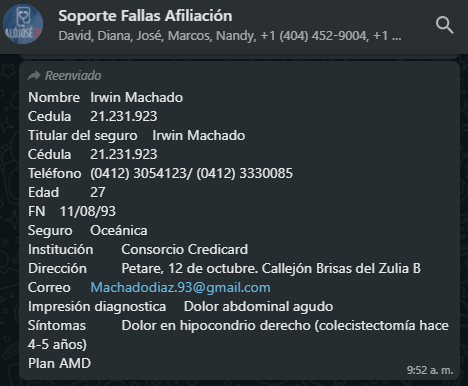 Soporte Fallas Afiliación
David, Diana, José, Marcos, Nandy, +1 (404) 452-9004, +1 ...
Reenviado
Nombre Irwin Machado
Cedula 21.231.923
Titular del seguro Irwin Machado
Cédula 21.231.923
Teléfono (0412) 3054123/ (0412) 3330085
Edad 27
FN 11/08/93
Seguro Oceánica
Institución Consorcio Credicard
Dirección Petare, 12 de octubre. Callejón Brisas del Zulia B
Correo Machadodiaz.93@gmail.com
Impresión diagnostica Dolor abdominal agudo
Síntomas Dolor en hipocondrio derecho (colecistectomía hace
4-5 años)
Plan AMD
9:52 a. m.